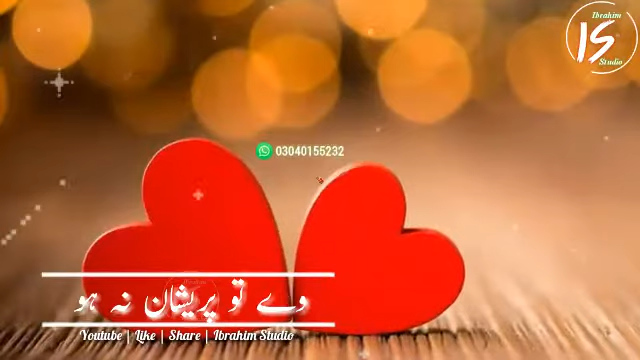 Ibrahim
IS
Studio
03040155232
وے تو پریشان نہ ہو
Youtube | Like | Share | Ibrahim Studio